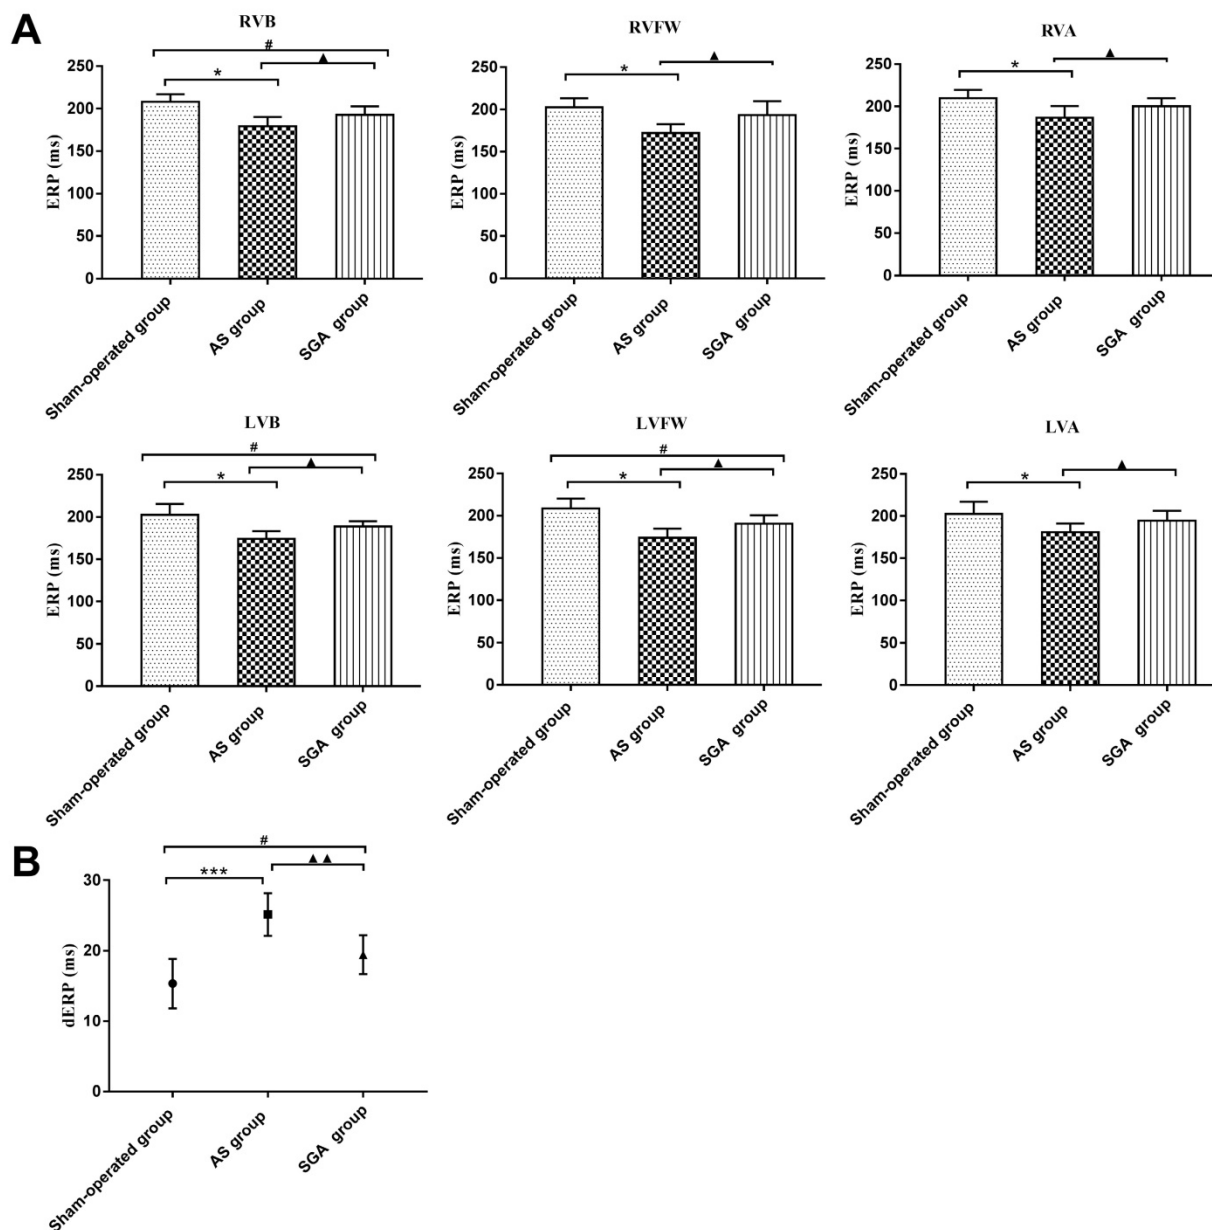 A
RVB
#
*
▲
ERP (ms)
250
200
150
100
50
0
Sham-operated group
AS group
SGA group
RVFW
*
▲
ERP (ms)
250
200
150
100
50
0
Sham-operated group
AS group
SGA group
RVA
*
▲
ERP (ms)
250
200
150
100
50
0
Sham-operated group
AS group
SGA group
LVB
#
*
▲
ERP (ms)
250
200
150
100
50
0
Sham-operated group
AS group
SGA group
LVFW
#
*
▲
ERP (ms)
250
200
150
100
50
0
Sham-operated group
AS group
SGA group
LVA
*
▲
ERP (ms)
250
200
150
100
50
0
Sham-operated group
AS group
SGA group
B
#
***
▲▲
dERP (ms)
30
20
10
0
Sham-operated group
AS group
SGA group